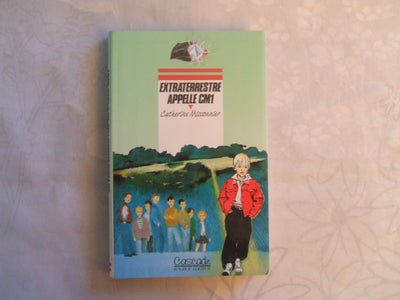 EXTRATERRESTRE
APPELLE CM1
Catherine Missonnier
Cascade